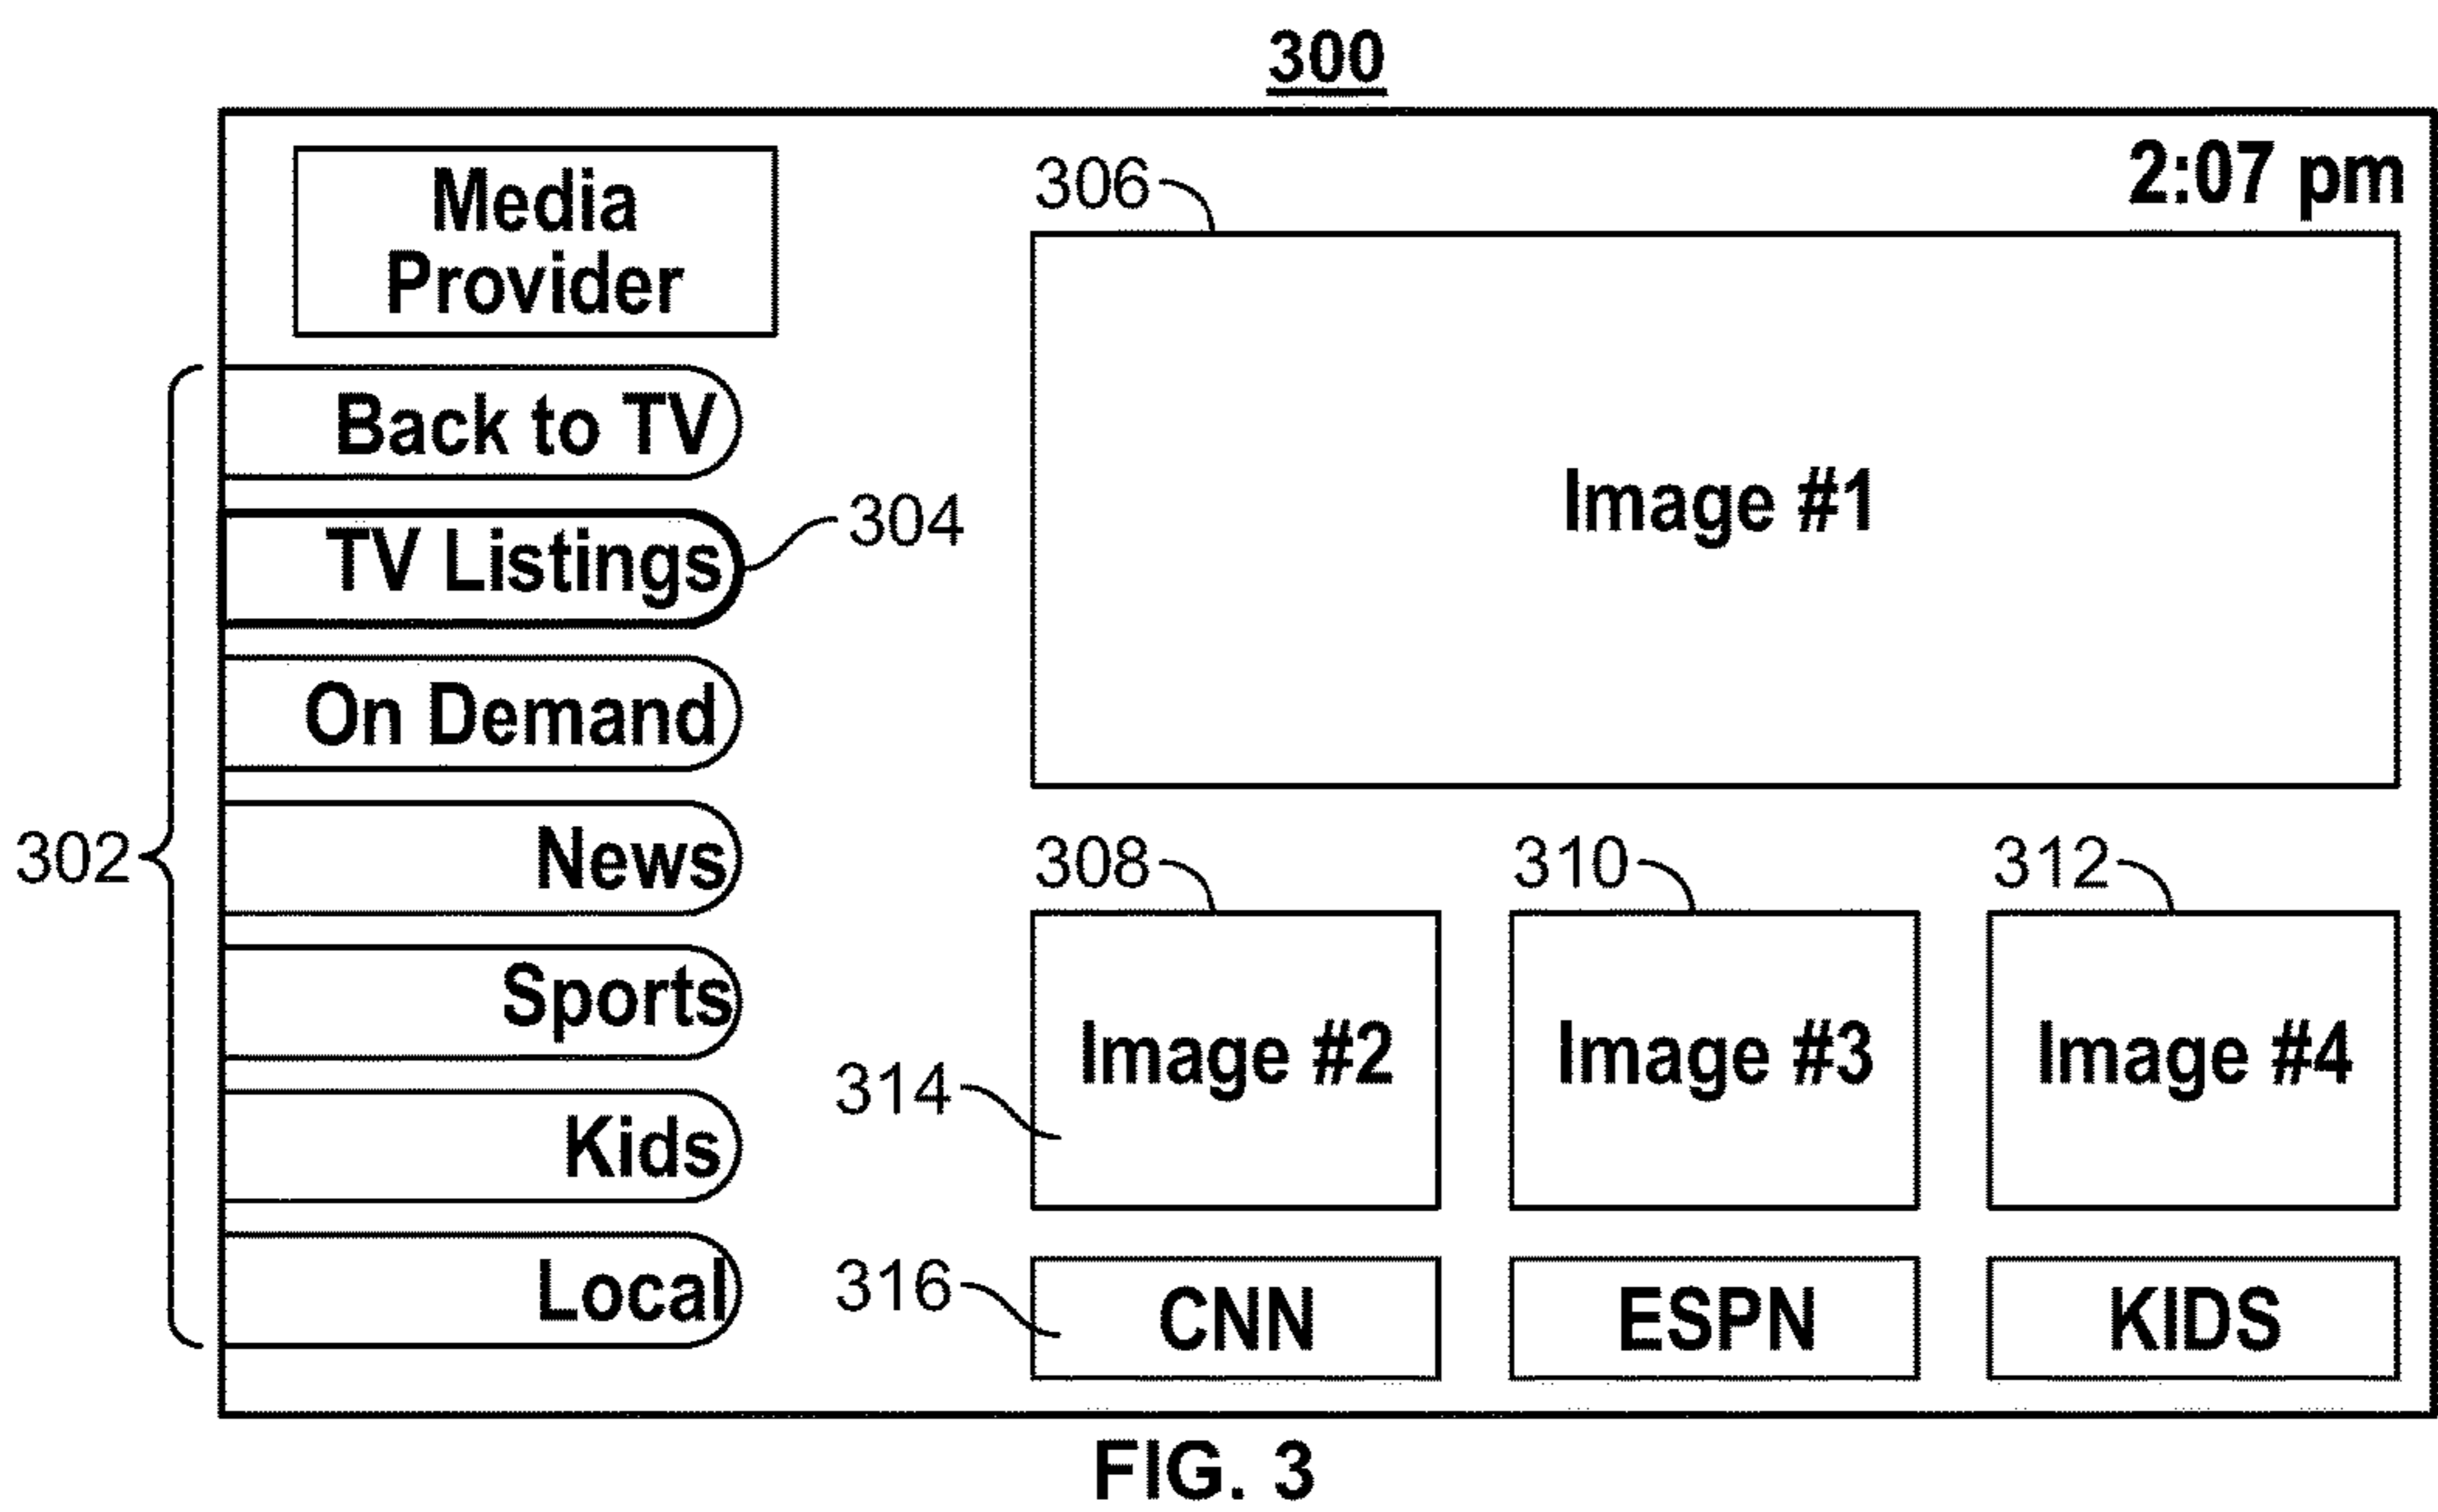 300
2:07 pm
Media
Provider
306
Back to TV
Image #1
TV Listings
304
On Demand
302
News
308
310
312
Sports
Image #2
Image #3
Image #4
314
Kids
Local
316
CNN
ESPN
KIDS
FIG. 3